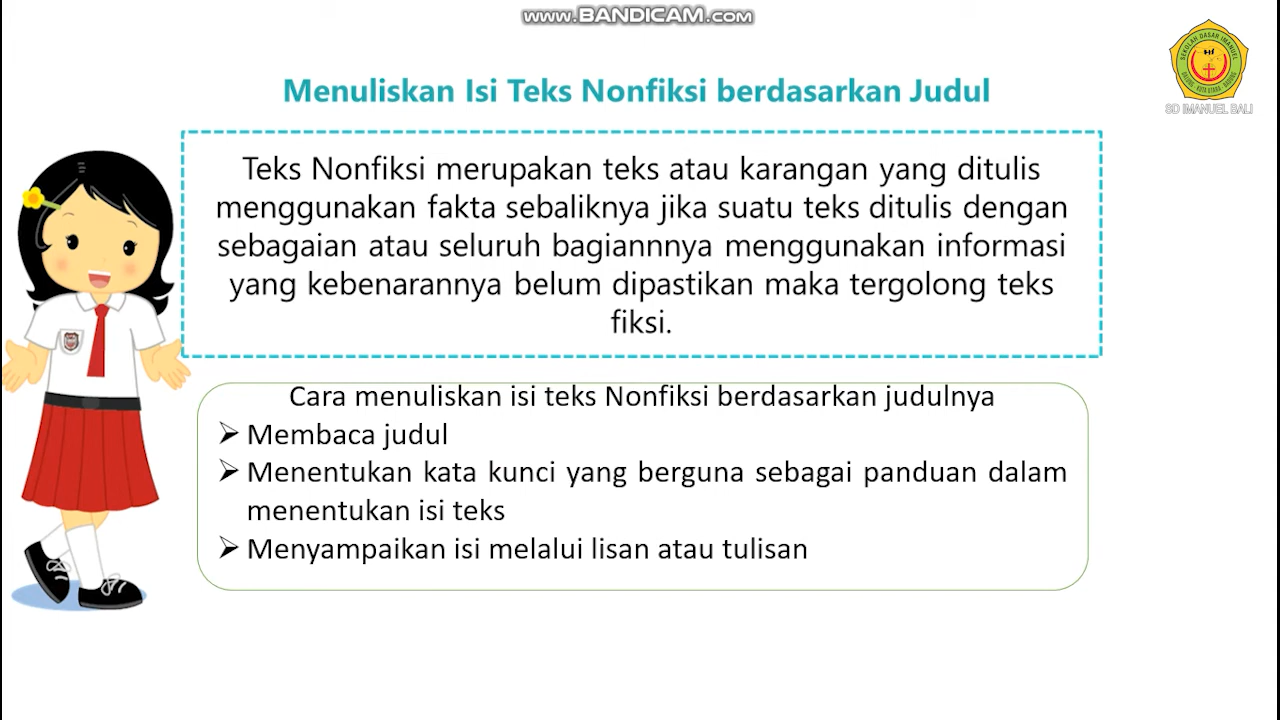 www.BANDICAM.com
SEKOLAH DASAR IMANUEL
SD IMANUEL BALI
Menuliskan Isi Teks Nonfiksi berdasarkan Judul
Teks Nonfiksi merupakan teks atau karangan yang ditulis
menggunakan fakta sebaliknya jika suatu teks ditulis dengan
sebagaian atau seluruh bagiannnya menggunakan informasi
yang kebenarannya belum dipastikan maka tergolong teks
fiksi.
Cara menuliskan isi teks Nonfiksi berdasarkan judulnya
Membaca judul
Menentukan kata kunci yang berguna sebagai panduan dalam
menentukan isi teks
Menyampaikan isi melalui lisan atau tulisan